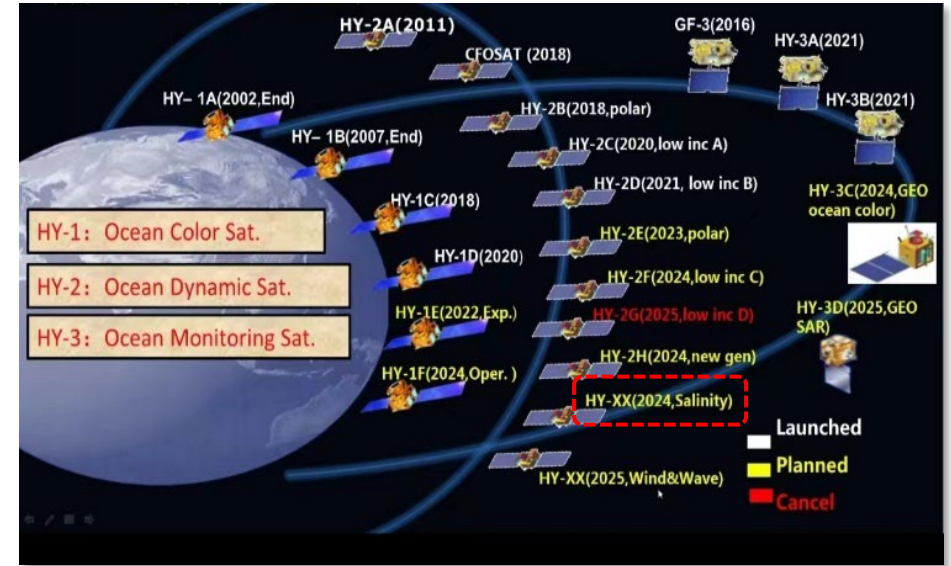 HY-2A(2011)
CFOSAT (2018)
GF-3(2016)
HY-3A(2021)
HY-3B(2021)
HY– 1A(2002,End)
HY– 1B(2007,End)
HY-2B(2018,polar)
HY-2C(2020,low inc A)
HY-2D(2021, low inc B)
HY-1C(2018)
HY-3C(2024,GEO
ocean color)
HY-1: Ocean Color Sat.
HY-2E(2023,polar)
HY-1D(2020)
HY-2: Ocean Dynamic Sat.
HY-2F(2024,low inc C)
HY-1E(2022,Exp.)
HY-2G(2025,low inc D)
HY-3D(2025,GEO
SAR)
HY-3: Ocean Monitoring Sat.
HY-2H(2024,new gen)
HY-1F(2024,Oper. )
HY-XX(2024,Salinity)
HY-XX(2025,Wind&Wave)
Launched
Planned
Cancel